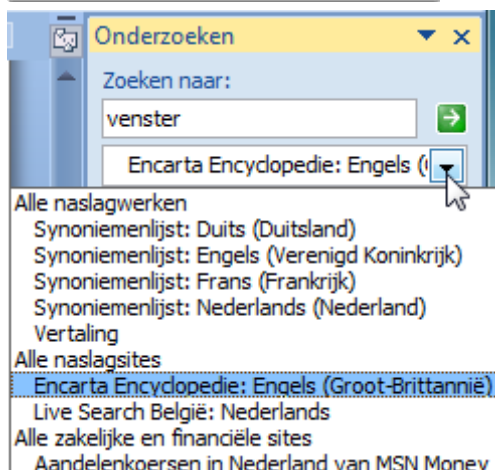 Onderzoeken
Zoeken naar:
venster
Encarta Encyclopedie: Engels (
Alle naslagwerken
Synoniemenlijst: Duits (Duitsland)
Synoniemenlijst: Engels (Verenigd Koninkrijk)
Synoniemenlijst: Frans (Frankrijk)
Synoniemenlijst: Nederlands (Nederland)
Vertaling
Alle naslagsites
Encarta Encyclopedie: Engels (Groot-Brittannië)
Live Search België: Nederlands
Alle zakelijke en financiële sites
Aandelenkoersen in Nederland van MSN Money